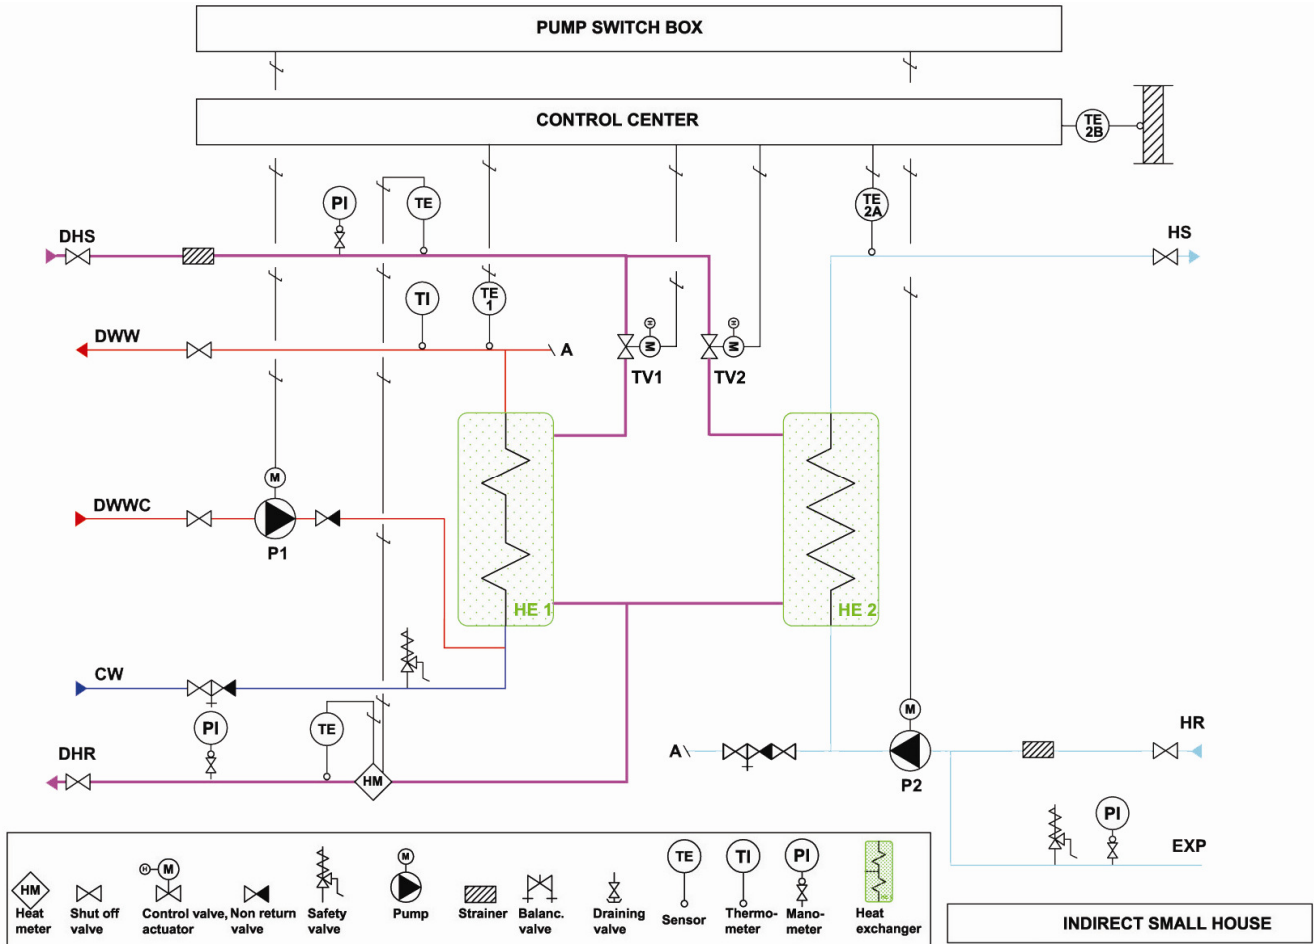 PUMP SWITCH BOX
CONTROL CENTER
TE
2B
PI
TE
TE
2A
DHS
HS
TI
TE
1
DWW
A
H
M
H
M
TV1
TV2
M
DWWC
P1
HE 1
HE 2
CW
PI
TE
M
A
HR
DHR
HM
P2
PI
EXP
HM
H
M
M
TE
TI
PI
HE 1
Heat
meter
Shut off
valve
Control valve,
actuator
Non return
valve
Safety
valve
Pump
Strainer
Balanc.
valve
Draining
valve
Sensor
Thermo-
meter
Mano-
meter
Heat
exchanger
INDIRECT SMALL HOUSE